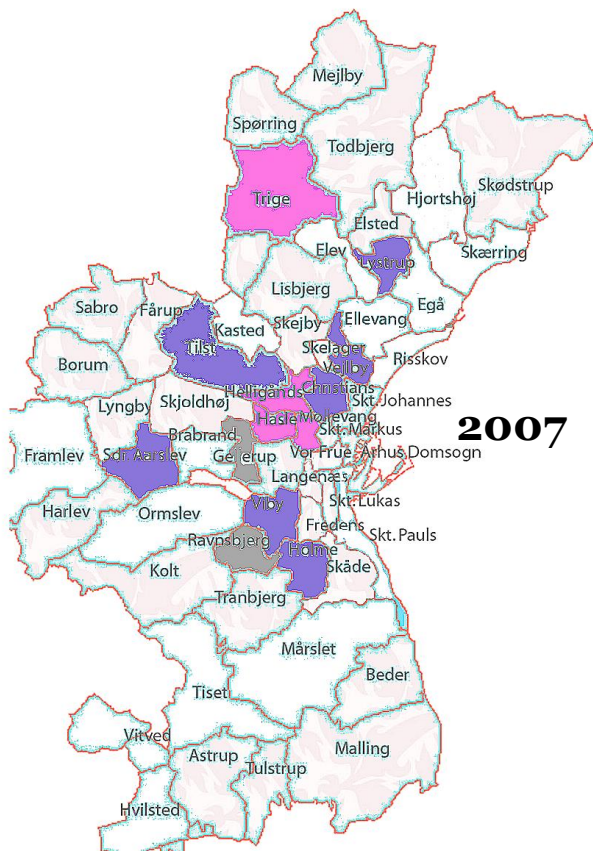 Mejlby
Spørring
Todbjerg
Trige
Skødstrup
Hjortshøj
Elsted
Elev
Skæring
Lystrup
Lisbjerg
Egå
Sabro
Fårup
Kasted
Skejby
Ellevang
Tilst
Skelager
Risskov
Borum
Vejlby
Helligånds
Christians
Lyngby
Skjoldhøj
Skt. Johannes
Hasle
Møllevang
Skt. Markus
2007
Brabrand
Framlev
Sdr. Aarslev
Gellerup
Vor Frue
Århus Domsogn
Langenæs
Viby
Skt. Lukas
Harlev
Ormslev
Fredens
Skt. Pauls
Ravnsbjerg
Holme
Kolt
Skåde
Tranbjerg
Mårslet
Beder
Tiset
Vitved
Malling
Astrup
Tulstrup
Hvilsted